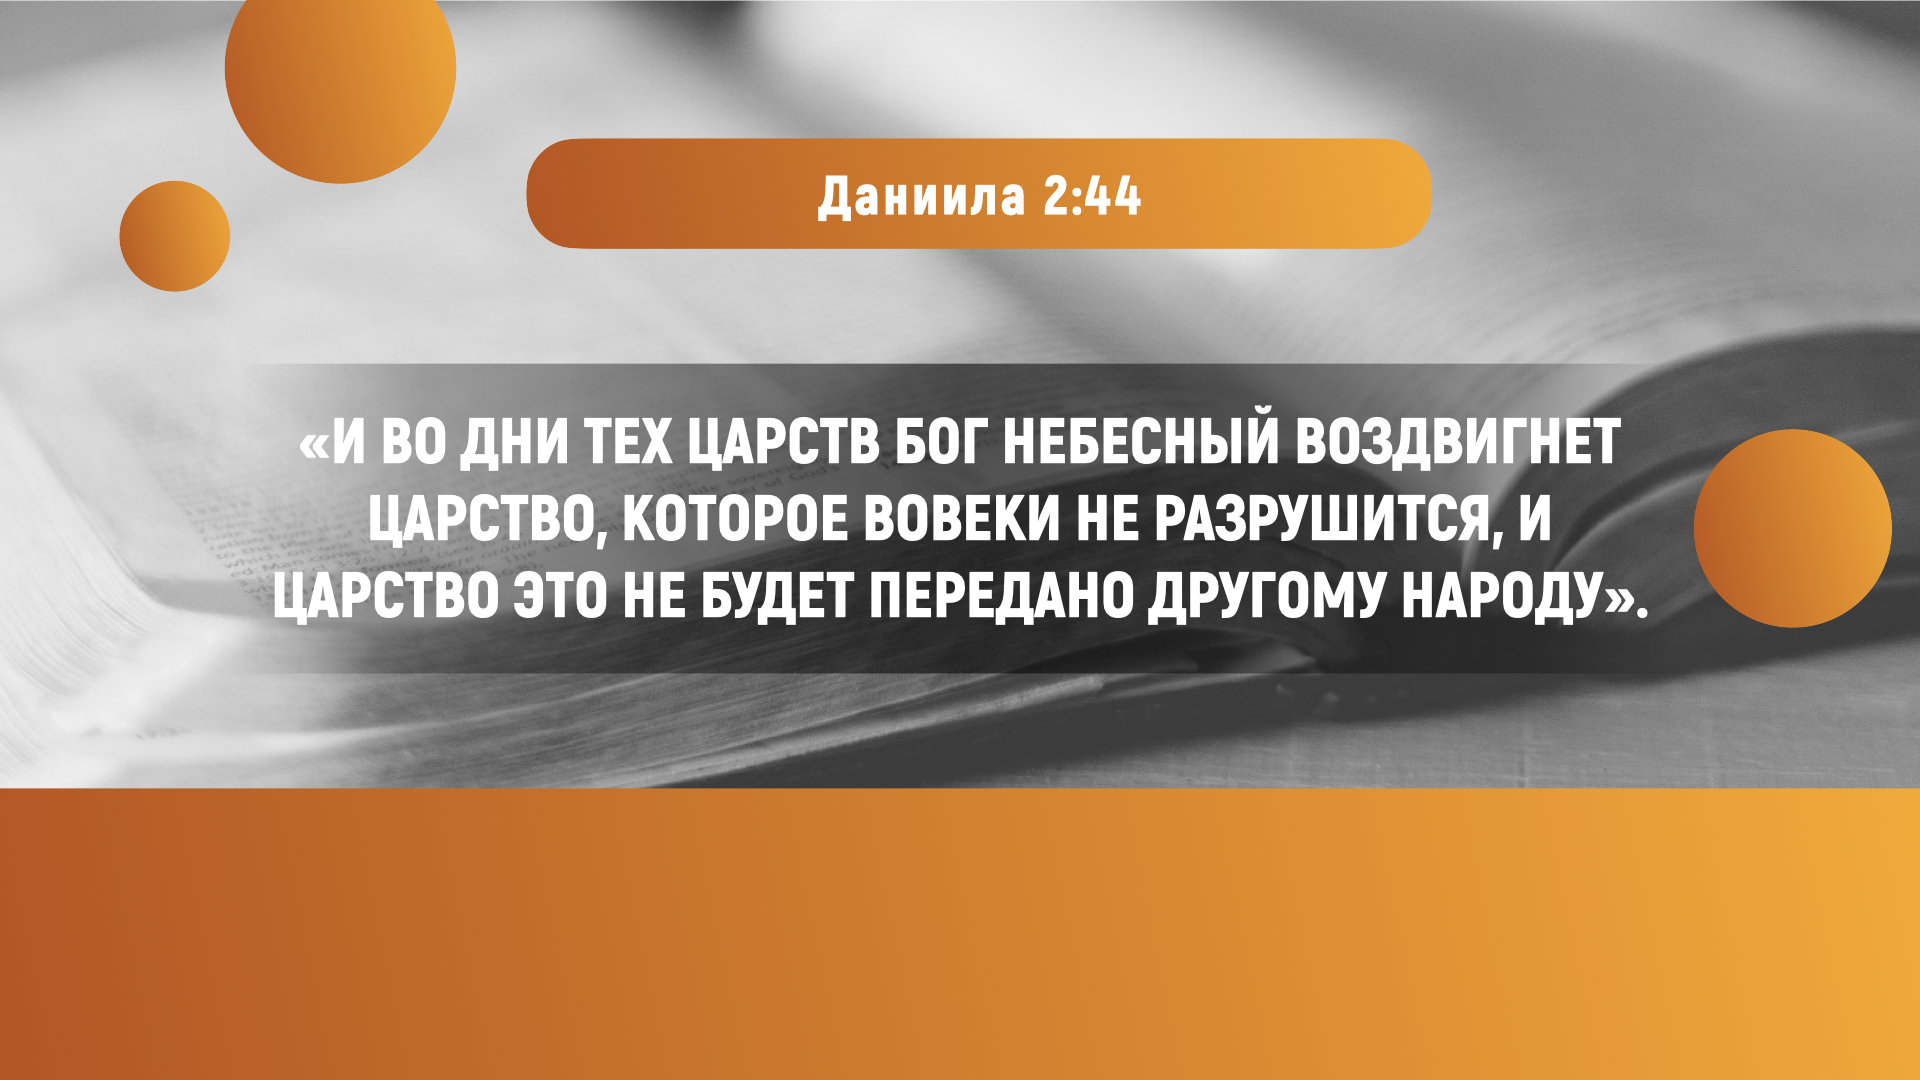 Даниила 2:44
«И ВО ДНИ ТЕХ ЦАРСТВ БОГ НЕБЕСНЫЙ ВОЗДВИГНЕТ
ЦАРСТВО, КОТОРОЕ ВОВЕКИ НЕ РАЗРУШИТСЯ, И
ЦАРСТВО ЭТО НЕ БУДЕТ ПЕРЕДАНО ДРУГОМУ НАРОДУ».